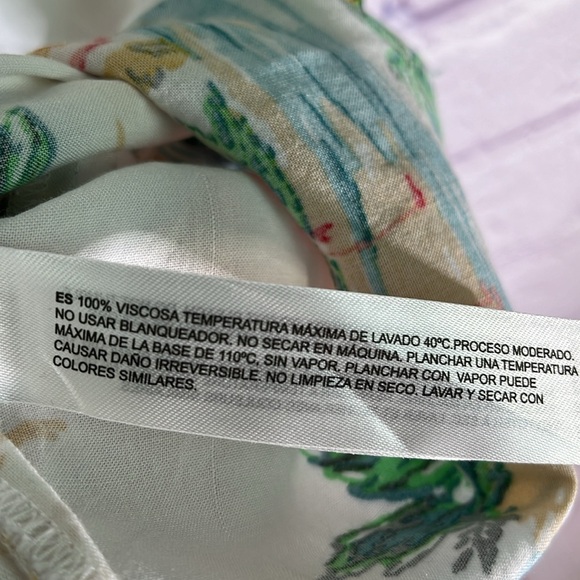 ES 100% VISCOSA TEMPERATURA MÁXIMA DE LAVADO 40ºC.PROCESO MODERADO.
NO USAR BLANQUEADOR. NO SECAR EN MÁQUINA. PLANCHAR UNA TEMPERATURA
MÁXIMA DE LA BASE DE 110ºC, SIN VAPOR. PLANCHAR CON VAPOR PUEDE
CAUSAR DAÑO IRREVERSIBLE. NO LIMPIEZA EN SECO. LAVAR Y SECAR CON
COLORES SIMILARES.